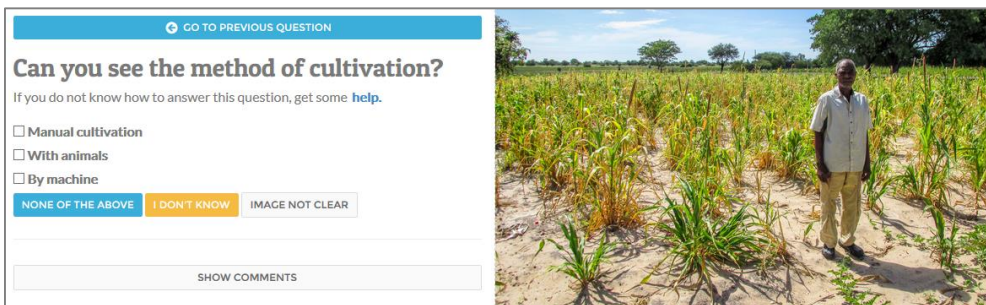 GO TO PREVIOUS QUESTION
Can you see the method of cultivation?
If you do not know how to answer this question, get some help.
Manual cultivation
With animals
By machine
NONE OF THE ABOVE I DON'T KNOW IMAGE NOT CLEAR
SHOW COMMENTS